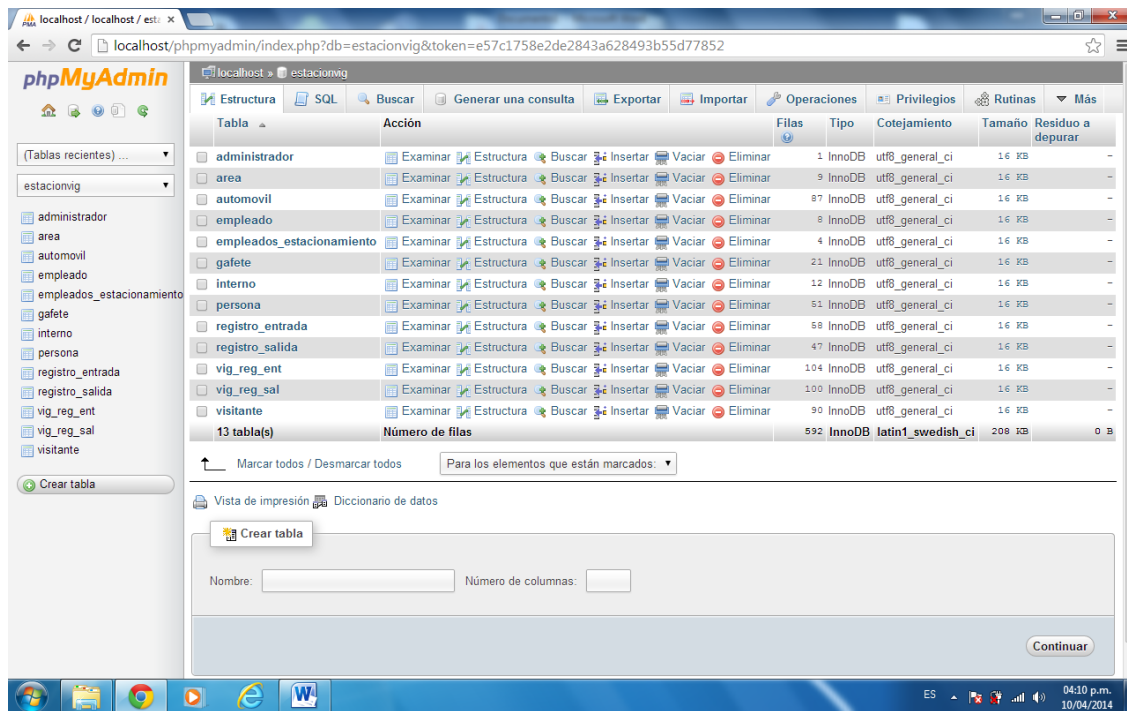 localhost / localhost / est
localhost/phpmyadmin/index.php?db=estacionvig&token=e57c1758e2de2843a628493b55d77852
phpMyAdmin
(Tablas recientes) ...
estacionvig
administrador
area
automovil
empleado
empleados_estacionamiento
gafete
interno
persona
registro_entrada
registro_salida
vig_reg_ent
vig_reg_sal
visitante
Crear tabla
localhost » estacionvig
Estructura SQL Buscar Generar una consulta Exportar Importar Operaciones Privilegios Rutinas Más
Tabla Acción Filas Tipo Cotejamiento Tamaño Residuo a depurar
administrador Examinar Estructura Buscar Insertar Vaciar Eliminar 1 InnoDB utf8_general_ci 16 KB -
area Examinar Estructura Buscar Insertar Vaciar Eliminar 9 InnoDB utf8_general_ci 16 KB -
automovil Examinar Estructura Buscar Insertar Vaciar Eliminar 87 InnoDB utf8_general_ci 16 KB -
empleado Examinar Estructura Buscar Insertar Vaciar Eliminar 8 InnoDB utf8_general_ci 16 KB -
empleados_estacionamiento Examinar Estructura Buscar Insertar Vaciar Eliminar 4 InnoDB utf8_general_ci 16 KB -
gafete Examinar Estructura Buscar Insertar Vaciar Eliminar 21 InnoDB utf8_general_ci 16 KB -
interno Examinar Estructura Buscar Insertar Vaciar Eliminar 12 InnoDB utf8_general_ci 16 KB -
persona Examinar Estructura Buscar Insertar Vaciar Eliminar 51 InnoDB utf8_general_ci 16 KB -
registro_entrada Examinar Estructura Buscar Insertar Vaciar Eliminar 58 InnoDB utf8_general_ci 16 KB -
registro_salida Examinar Estructura Buscar Insertar Vaciar Eliminar 47 InnoDB utf8_general_ci 16 KB -
vig_reg_ent Examinar Estructura Buscar Insertar Vaciar Eliminar 104 InnoDB utf8_general_ci 16 KB -
vig_reg_sal Examinar Estructura Buscar Insertar Vaciar Eliminar 100 InnoDB utf8_general_ci 16 KB -
visitante Examinar Estructura Buscar Insertar Vaciar Eliminar 90 InnoDB utf8_general_ci 16 KB -
13 tabla(s) Número de filas 592 InnoDB latin1_swedish_ci 208 KB 0 B
Marcar todos / Desmarcar todos Para los elementos que están marcados:
Vista de impresión Diccionario de datos
Crear tabla
Nombre: Número de columnas:
Continuar
ES 04:10 p.m.
10/04/2014